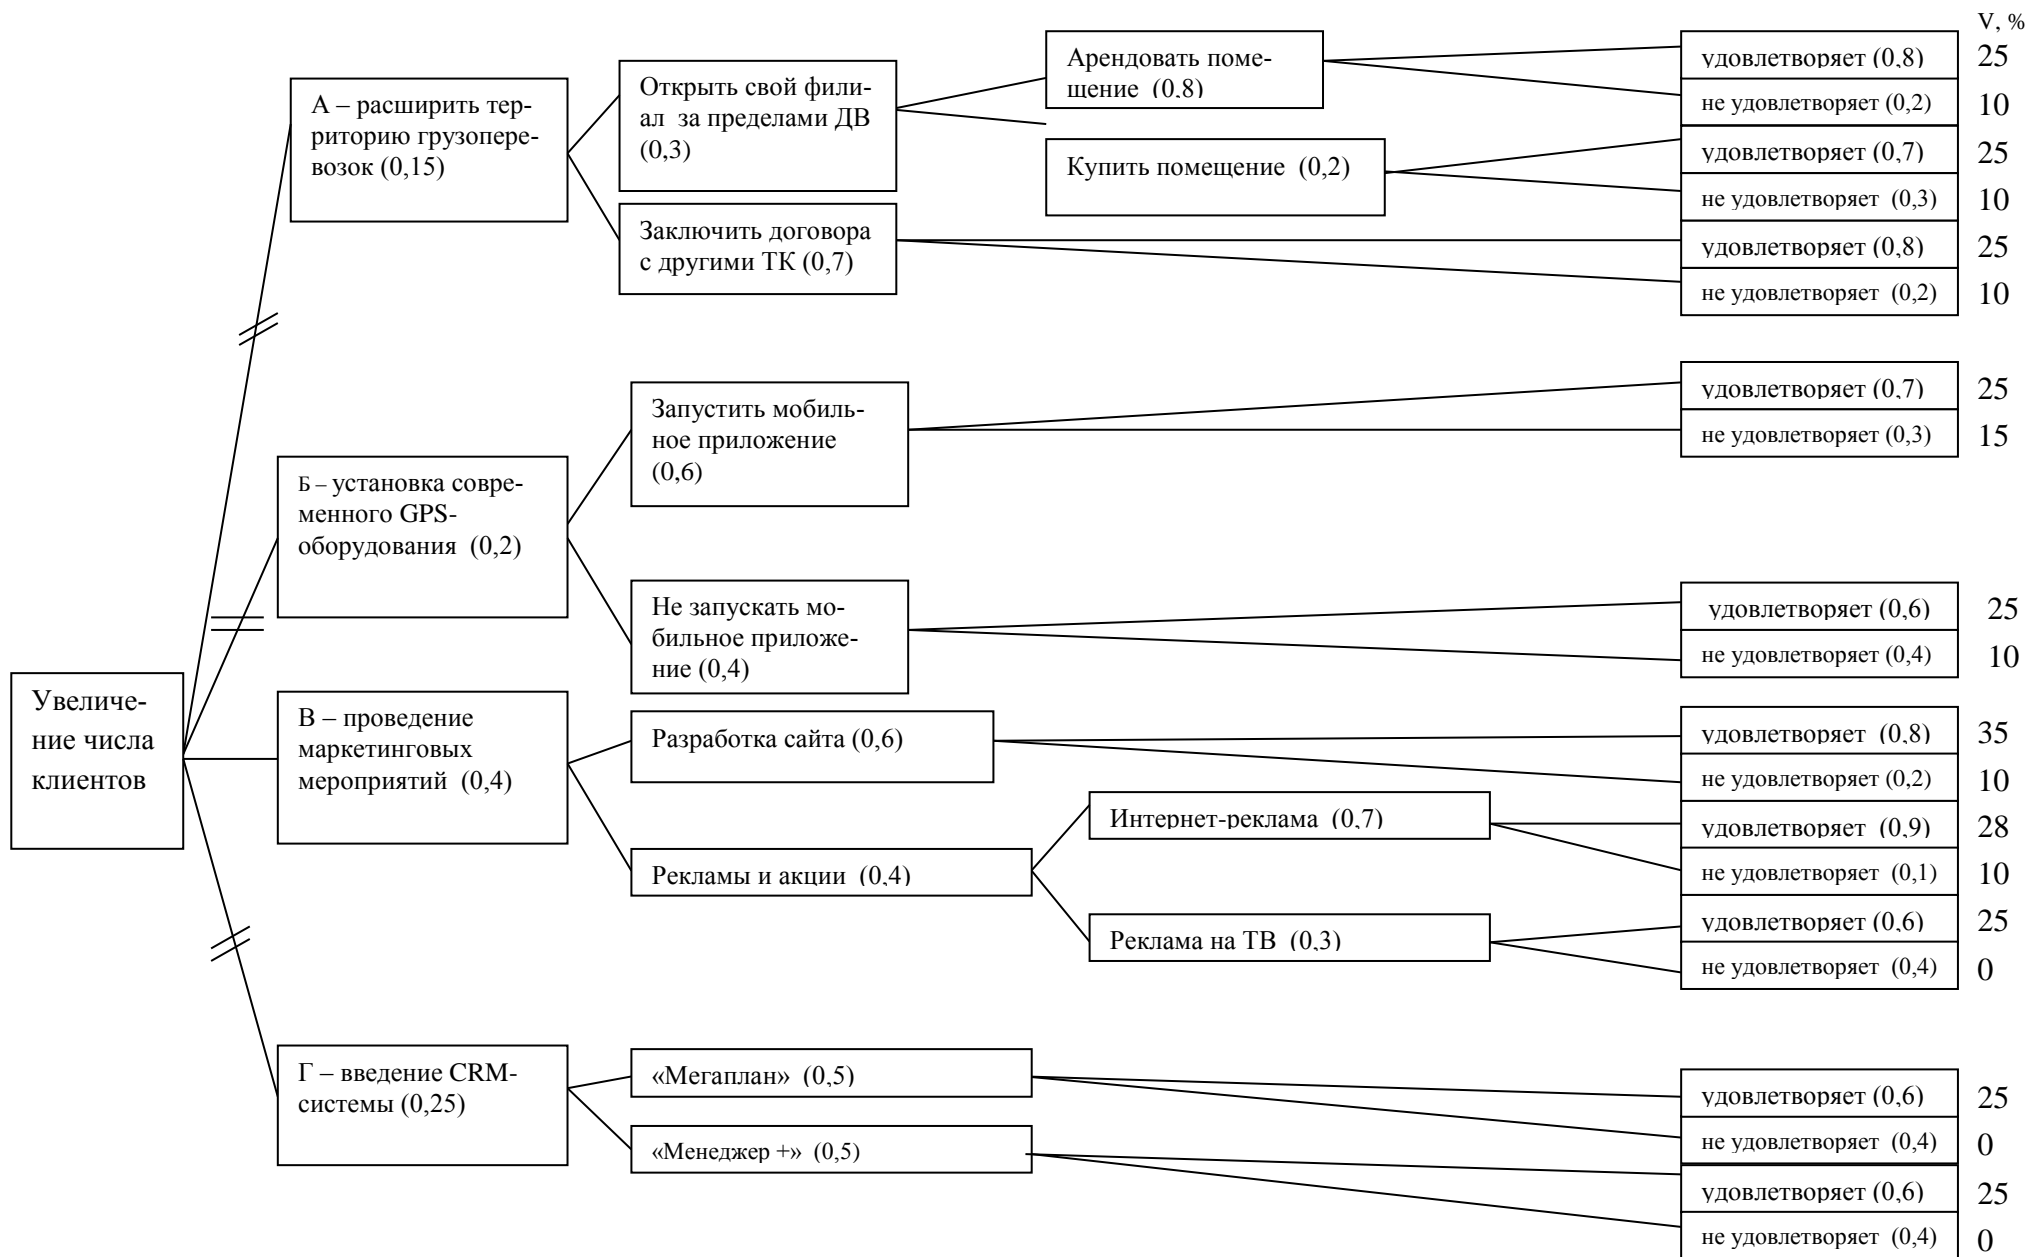 V, %
А – расширить тер-
риторию грузопере-
возок (0,15)
Открыть свой фили-
ал за пределами ДВ
(0,3)
Арендовать поме-
щение (0,8)
удовлетворяет (0,8) 25
не удовлетворяет (0,2) 10
Купить помещение (0,2)
удовлетворяет (0,7) 25
не удовлетворяет (0,3) 10
Заключить договора
с другими ТК (0,7)
удовлетворяет (0,8) 25
не удовлетворяет (0,2) 10
Б – установка совре-
менного GPS-
оборудования (0,2)
Запустить мобиль-
ное приложение
(0,6)
удовлетворяет (0,7) 25
не удовлетворяет (0,3) 15
Не запускать мо-
бильное приложе-
ние (0,4)
удовлетворяет (0,6) 25
не удовлетворяет (0,4) 10
Увеличе-
ние числа
клиентов
В – проведение
маркетинговых
мероприятий (0,4)
Разработка сайта (0,6)
удовлетворяет (0,8) 35
не удовлетворяет (0,2) 10
Рекламы и акции (0,4)
Интернет-реклама (0,7)
удовлетворяет (0,9) 28
не удовлетворяет (0,1) 10
Реклама на ТВ (0,3)
удовлетворяет (0,6) 25
не удовлетворяет (0,4) 0
Г – введение CRM-
системы (0,25)
«Мегаплан» (0,5)
удовлетворяет (0,6) 25
не удовлетворяет (0,4) 0
«Менеджер +» (0,5)
удовлетворяет (0,6) 25
не удовлетворяет (0,4) 0